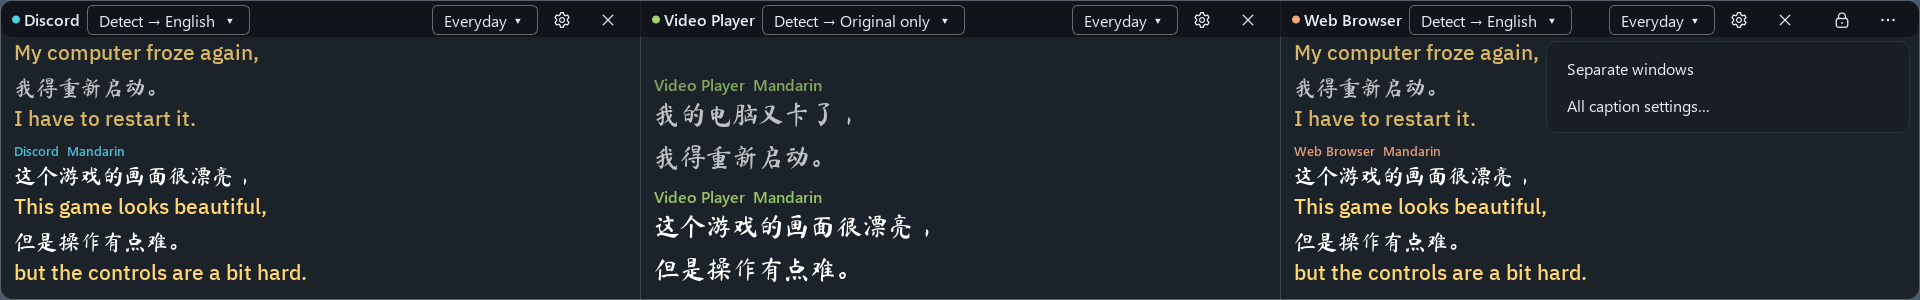 Discord Detect → English ▾ Everyday ▾
My computer froze again,
我得重新启动。
I have to restart it.
Discord Mandarin
这个游戏的画面很漂亮，
This game looks beautiful,
但是操作有点难。
but the controls are a bit hard.
Video Player Detect → Original only ▾ Everyday ▾
Video Player Mandarin
我的电脑又卡了，
我得重新启动。
Video Player Mandarin
这个游戏的画面很漂亮，
但是操作有点难。
Web Browser Detect → English ▾ Everyday ▾
My computer froze again,
我得重新启动。
I have to restart it.
Web Browser Mandarin
这个游戏的画面很漂亮，
This game looks beautiful,
但是操作有点难。
but the controls are a bit hard.
Separate windows
All caption settings...